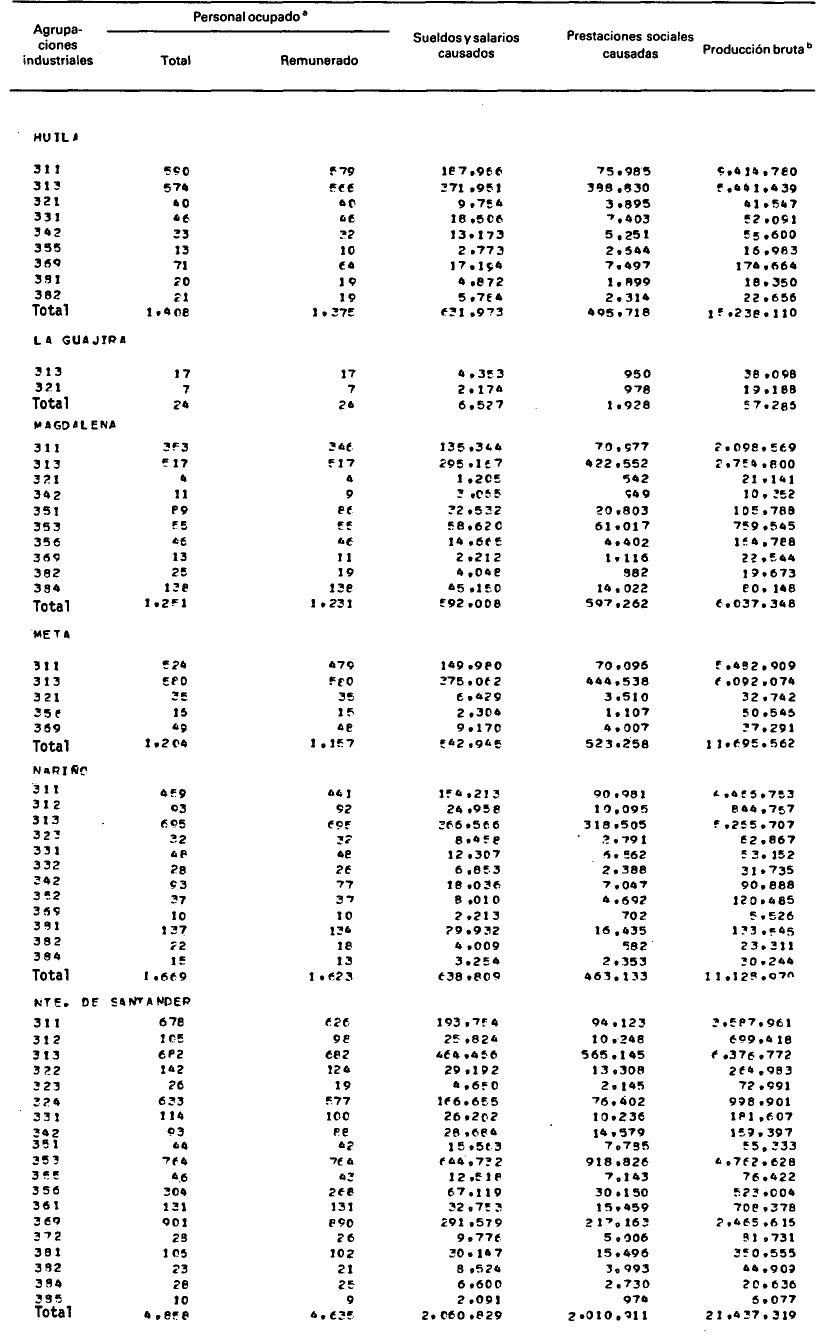 Agrupaciones industriales
Personal ocupado a
Total Remunerado
Sueldos y salarios causados
Prestaciones sociales causadas
Producción bruta b
HUILA
311 590 579 187.966 75.985 9.414.780
313 574 566 371.951 388.930 5.441.439
321 40 40 9.754 3.895 41.547
331 46 46 18.506 7.403 52.091
342 33 32 13.173 5.251 55.600
355 13 10 2.773 2.544 16.983
369 71 64 17.194 7.497 174.664
381 20 19 4.872 1.899 18.350
382 21 19 5.784 2.314 22.656
Total 1.408 1.375 631.973 495.718 15.238.110
LA GUAJIRA
313 17 17 4.353 950 38.098
321 7 7 2.174 978 19.188
Total 24 24 6.527 1.928 57.285
MAGDALENA
311 353 346 135.344 70.977 2.098.569
313 517 517 295.167 422.552 2.754.800
321 4 4 1.205 542 21.141
342 11 9 3.065 949 10.352
351 89 86 32.532 20.803 105.788
353 55 55 58.620 61.017 759.545
356 46 46 14.665 4.402 164.788
369 13 11 2.212 1.116 22.544
382 25 19 4.048 882 19.673
384 138 138 45.150 14.022 80.148
Total 1.251 1.231 592.008 597.262 6.037.348
META
311 524 479 149.980 70.096 5.482.909
313 580 580 375.062 444.538 6.092.074
321 35 35 6.429 3.510 32.742
356 15 15 2.304 1.107 50.545
369 49 48 9.170 4.007 37.291
Total 1.204 1.157 542.945 523.258 11.695.562
NARIÑO
311 459 441 154.213 90.981 4.466.753
312 93 92 24.958 10.095 844.757
313 695 695 366.566 318.505 5.265.707
323 32 32 8.458 2.791 62.867
331 48 48 12.307 6.562 53.152
332 28 26 6.853 2.388 31.735
342 93 77 18.036 7.047 90.888
352 37 37 8.010 4.692 120.485
369 10 10 2.213 702 5.526
381 137 134 29.932 16.435 133.545
382 22 18 4.009 582 23.311
384 15 13 3.254 2.353 30.244
Total 1.669 1.623 638.809 463.133 11.128.970
NTE. DE SANTANDER
311 678 626 193.754 94.123 3.587.961
312 105 98 25.824 10.248 699.418
313 682 682 464.456 565.145 6.376.772
322 142 124 29.192 13.308 264.983
323 26 19 4.650 2.145 72.991
324 633 577 166.665 76.402 998.901
331 114 100 26.202 10.236 181.607
342 93 88 28.684 14.579 159.397
351 44 42 15.563 7.785 55.333
353 764 764 644.732 918.826 4.762.628
355 46 43 12.518 7.143 76.422
356 304 268 67.119 30.150 523.004
361 131 131 32.753 15.459 708.378
369 901 890 291.579 217.163 2.465.615
372 28 26 9.776 5.006 81.731
381 105 102 30.147 15.496 350.555
382 23 21 8.524 3.993 44.909
384 28 25 6.600 2.730 20.636
385 10 9 2.091 974 6.077
Total 4.858 4.635 2.060.829 2.010.911 21.437.319